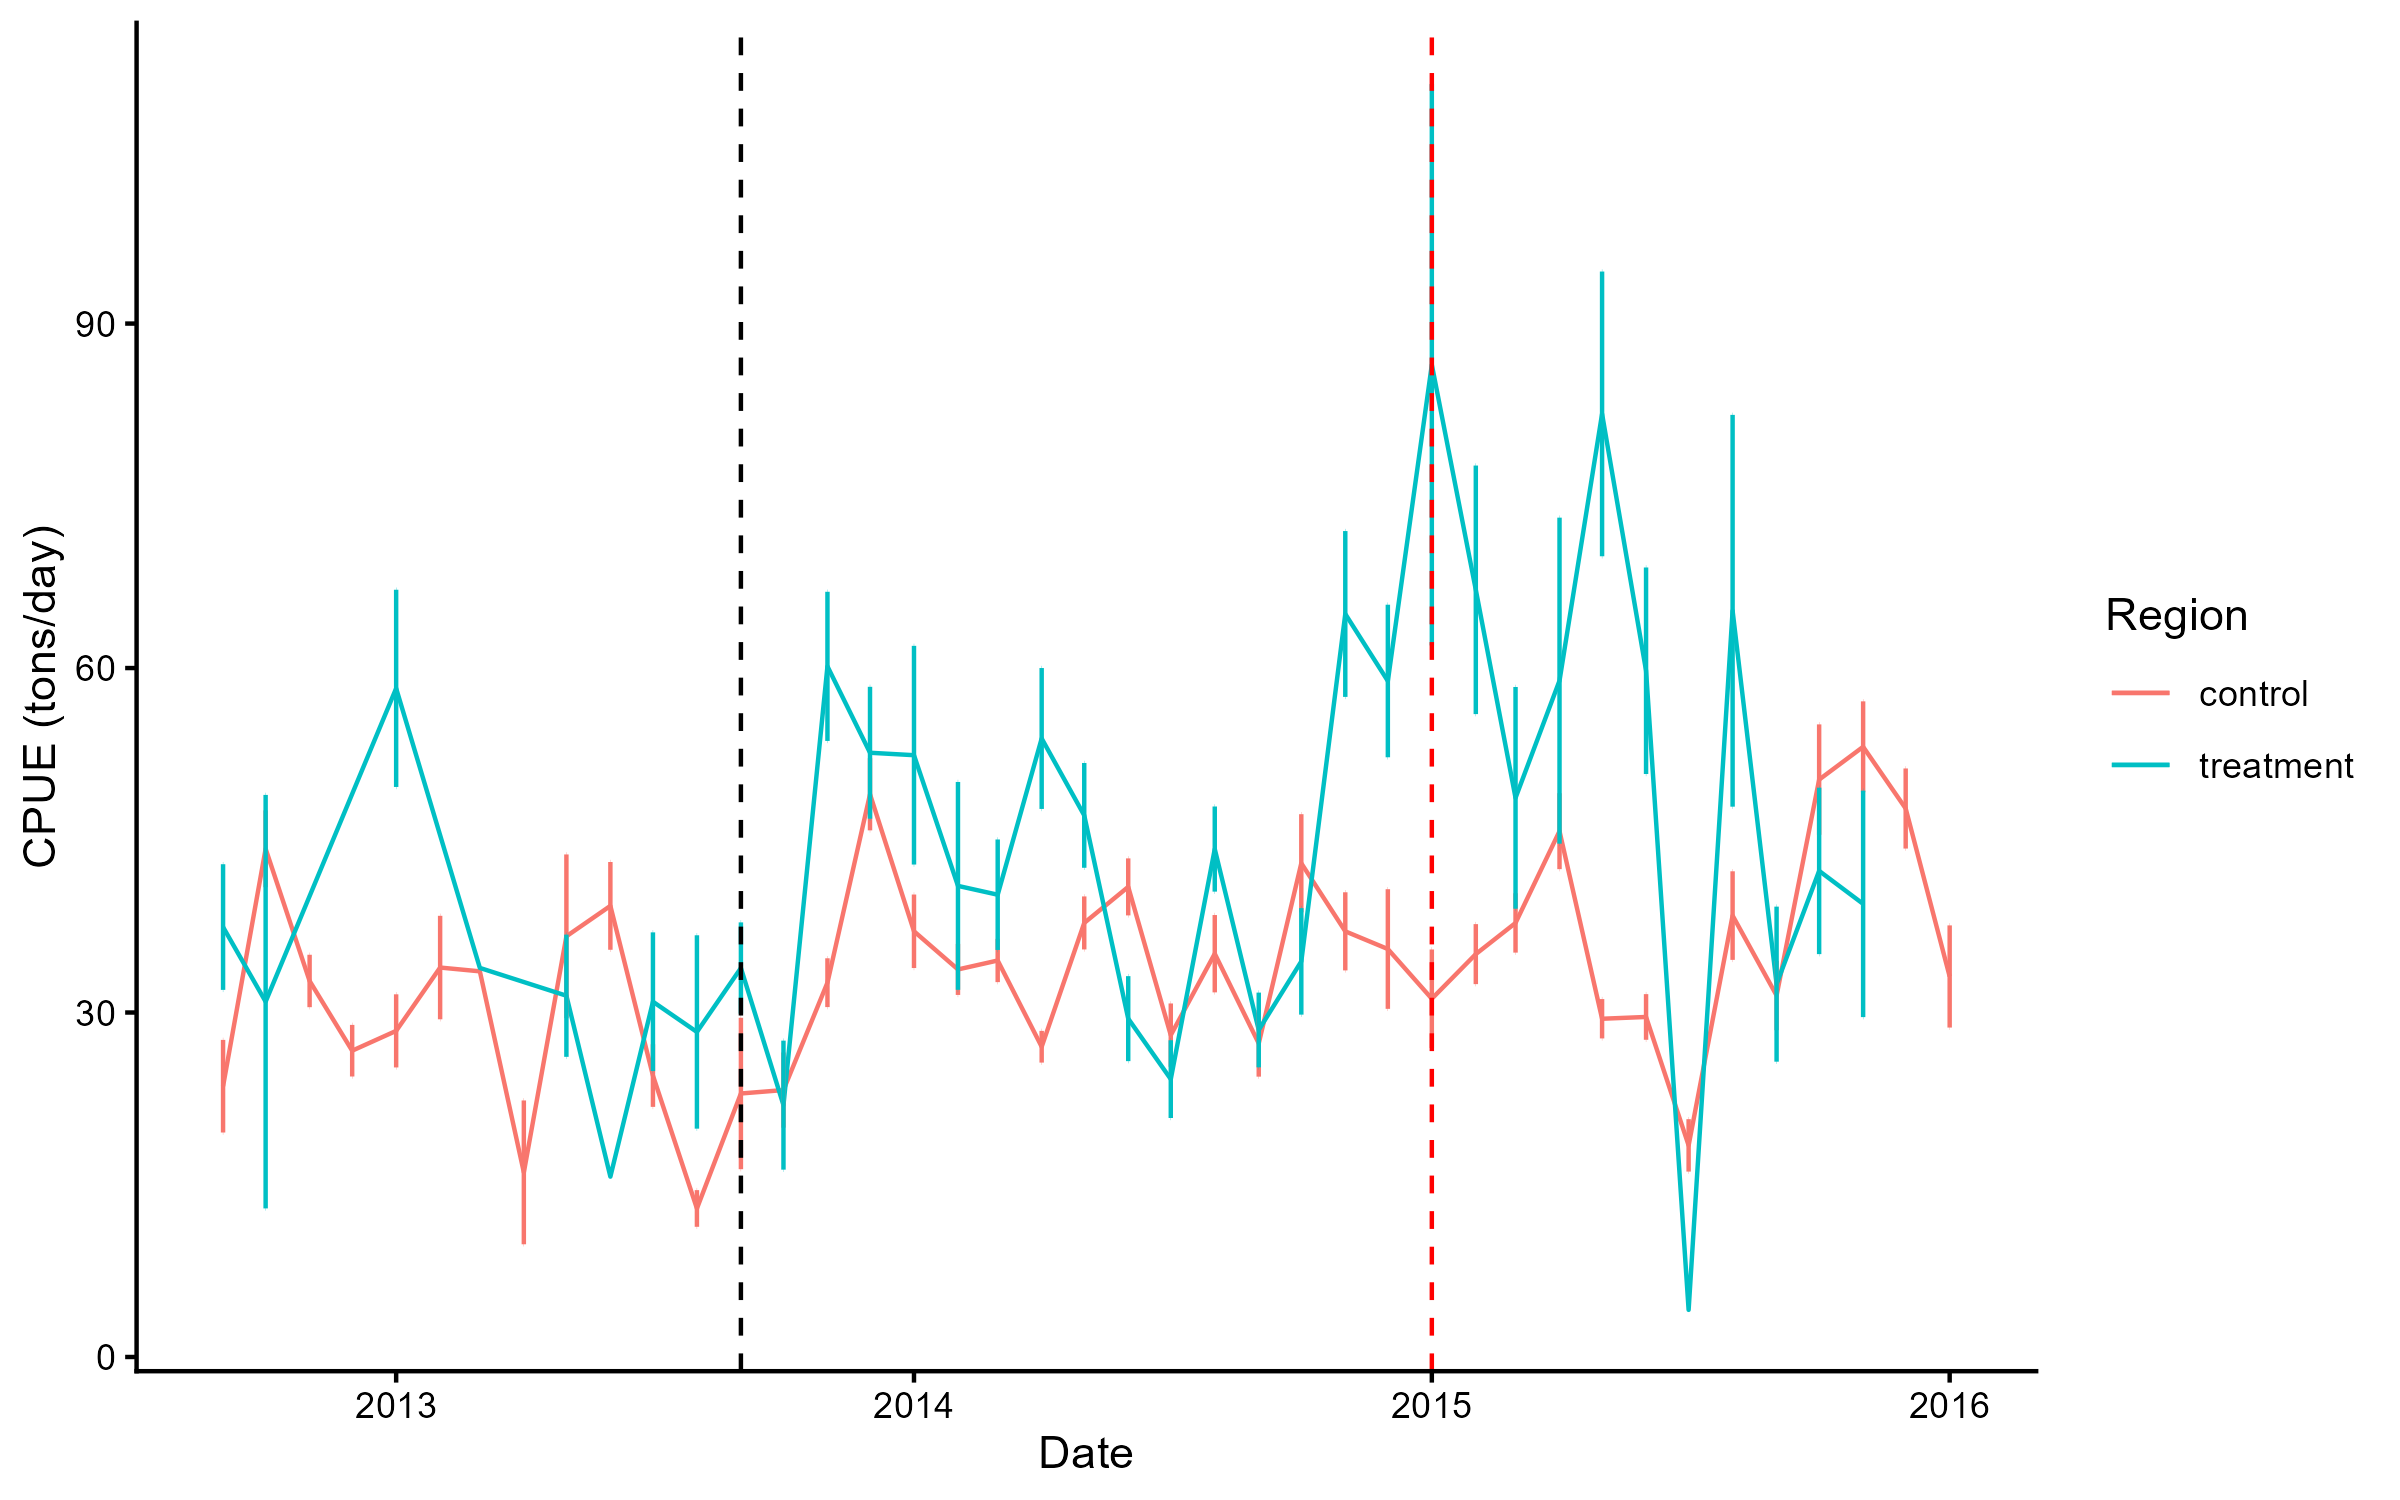 CPUE (tons/day)
90
60
30
0
2013
2014
2015
2016
Date
Region
control
treatment